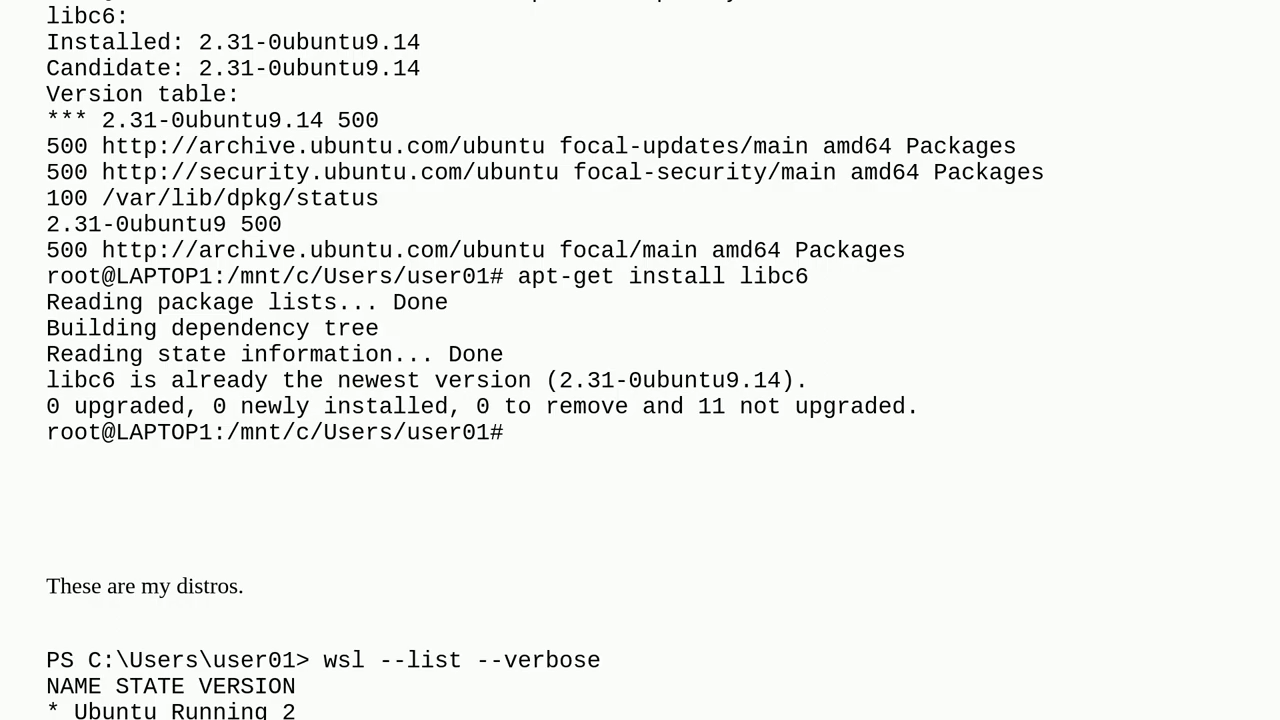 libc6:
Installed: 2.31-0ubuntu9.14
Candidate: 2.31-0ubuntu9.14
Version table:
*** 2.31-0ubuntu9.14 500
500 http://archive.ubuntu.com/ubuntu focal-updates/main amd64 Packages
500 http://security.ubuntu.com/ubuntu focal-security/main amd64 Packages
100 /var/lib/dpkg/status
2.31-0ubuntu9 500
500 http://archive.ubuntu.com/ubuntu focal/main amd64 Packages
root@LAPTOP1:/mnt/c/Users/user01# apt-get install libc6
Reading package lists... Done
Building dependency tree
Reading state information... Done
libc6 is already the newest version (2.31-0ubuntu9.14).
0 upgraded, 0 newly installed, 0 to remove and 11 not upgraded.
root@LAPTOP1:/mnt/c/Users/user01#
These are my distros.
PS C:\Users\user01> wsl --list --verbose
NAME STATE VERSION
* Ubuntu Running 2